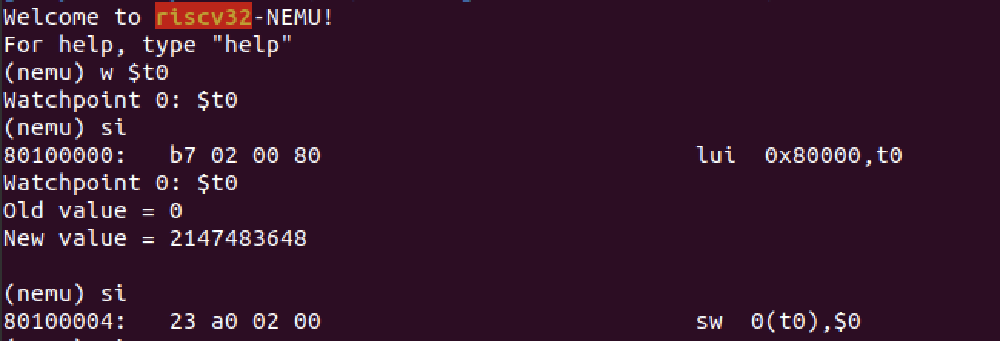 Welcome to riscv32-NEMU!
For help, type "help"
(nemu) w $t0
Watchpoint 0: $t0
(nemu) si
80100000:   b7 02 00 80                           lui  0x80000,t0
Watchpoint 0: $t0
Old value = 0
New value = 2147483648
(nemu) si
80100004:   23 a0 02 00                           sw  0(t0),$0